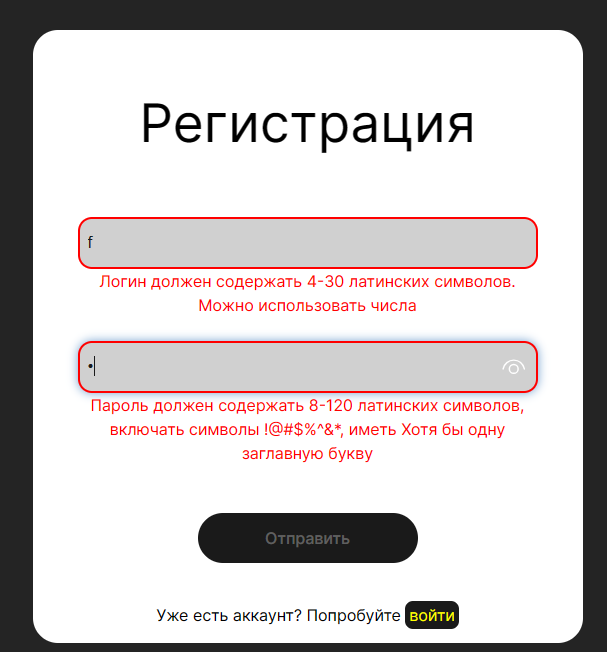 Регистрация
f
Логин должен содержать 4-30 латинских символов.
Можно использовать числа
•
Пароль должен содержать 8-120 латинских символов,
включать символы !@#$%^&*, иметь Хотя бы одну
заглавную букву
Отправить
Уже есть аккаунт? Попробуйте войти